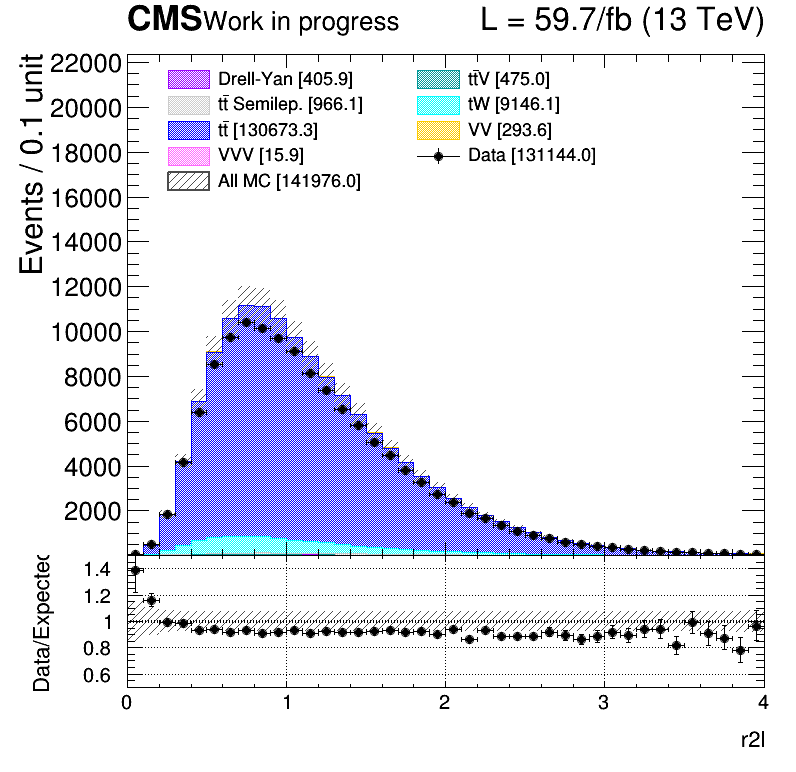 CMS Work in progress L = 59.7/fb (13 TeV)
Events / 0.1 unit
22000
20000
18000
16000
14000
12000
10000
8000
6000
4000
2000
Drell-Yan [405.9]
tt̄ Semilep. [966.1]
tt̄ [130673.3]
VVV [15.9]
All MC [141976.0]
tt̄V [475.0]
tW [9146.1]
VV [293.6]
Data [131144.0]
Data/Expected
1.4
1.2
1
0.8
0.6
0 1 2 3 4
r2l